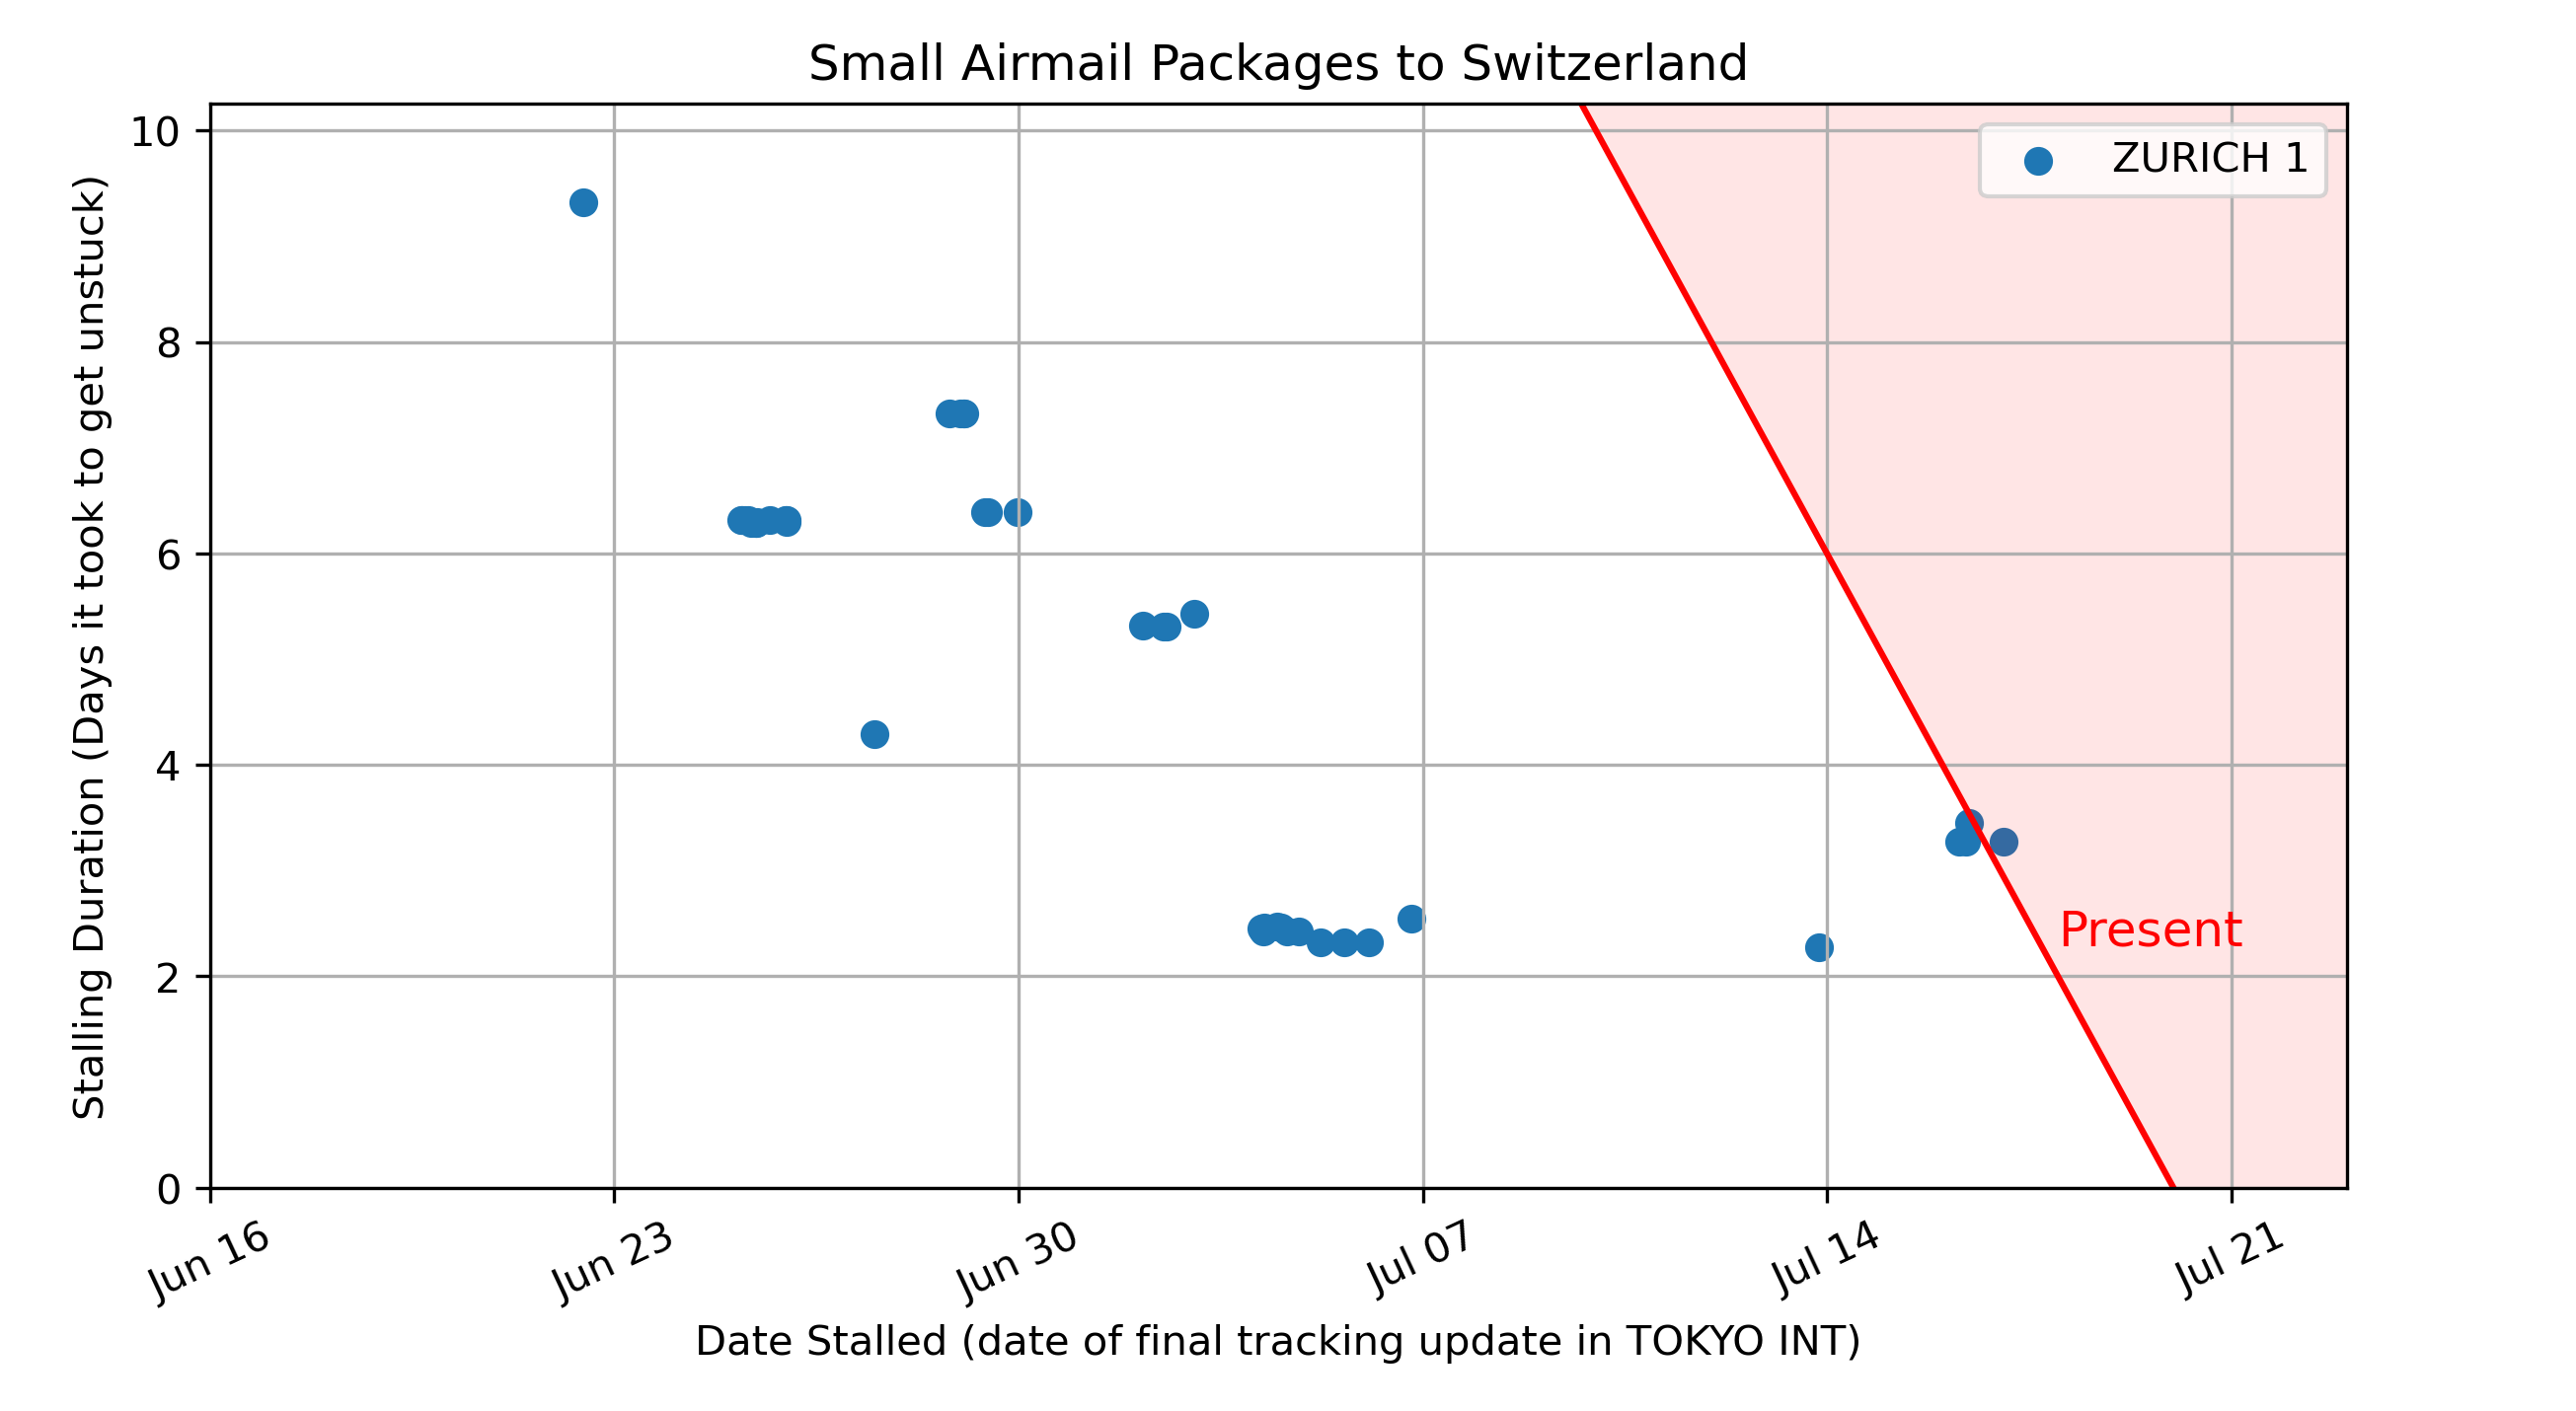 Small Airmail Packages to Switzerland
Stalling Duration (Days it took to get unstuck)
10
8
6
4
2
0
ZURICH 1
Present
Jun 16
Jun 23
Jun 30
Jul 07
Jul 14
Jul 21
Date Stalled (date of final tracking update in TOKYO INT)